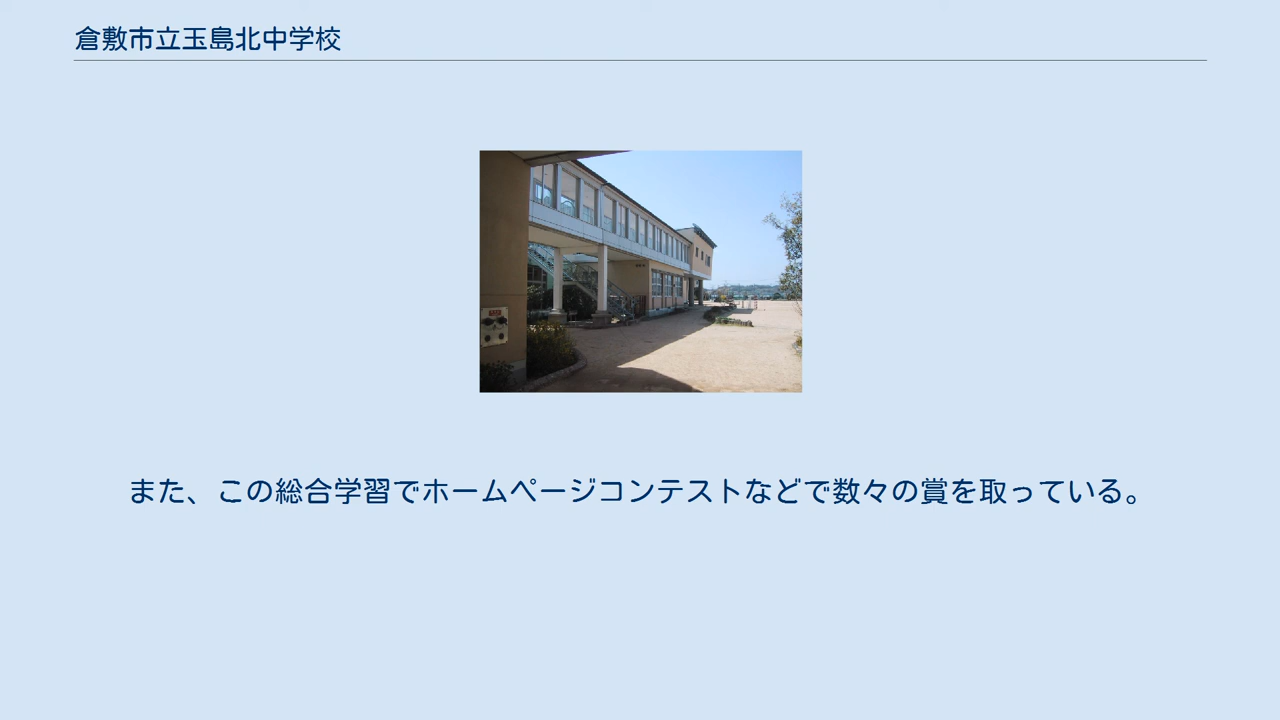 倉敷市立玉島北中学校
また、この総合学習でホームページコンテストなどで数々の賞を取っている。